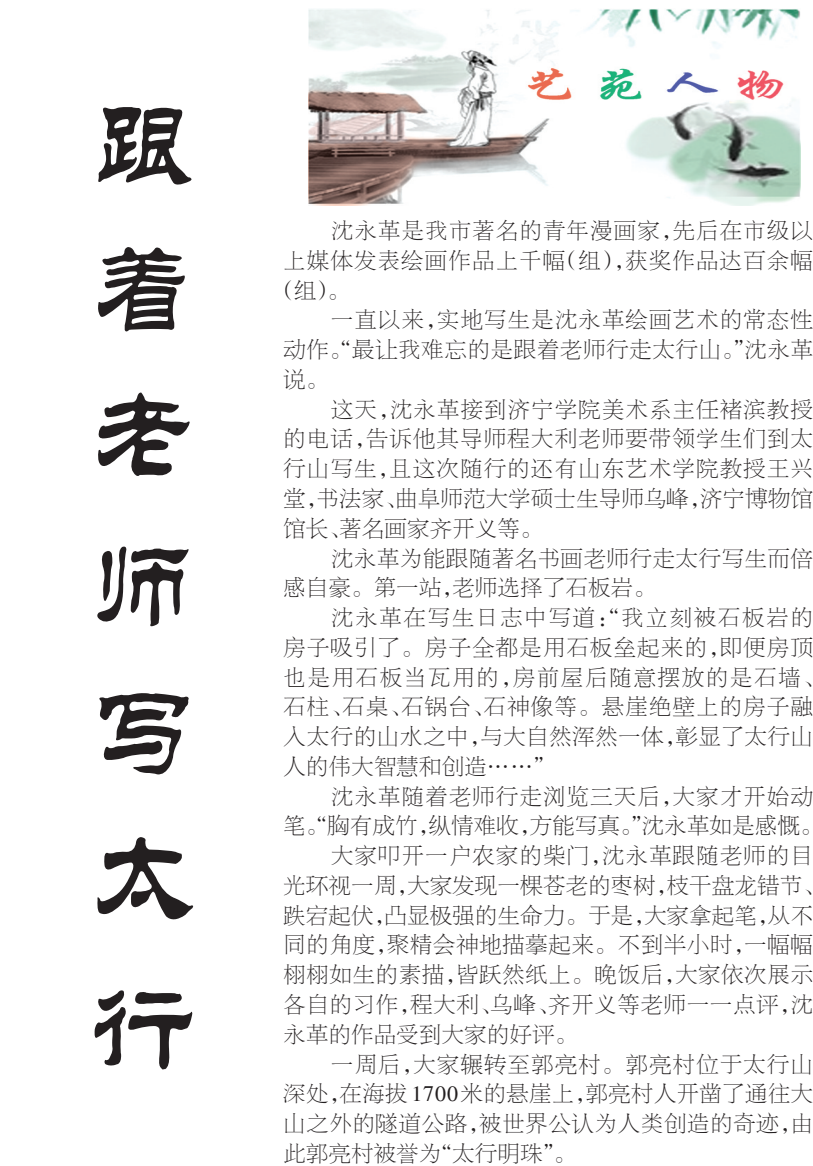 跟着老师写太行
艺苑人物
沈永革是我市著名的青年漫画家,先后在市级以
上媒体发表绘画作品上千幅(组),获奖作品达百余幅
(组)。
一直以来,实地写生是沈永革绘画艺术的常态性
动作。“最让我难忘的是跟着老师行走太行山。”沈永革
说。
这天,沈永革接到济宁学院美术系主任褚滨教授
的电话,告诉他其导师程大利老师要带领学生们到太
行山写生,且这次随行的还有山东艺术学院教授王兴
堂,书法家、曲阜师范大学硕士生导师乌峰,济宁博物馆
馆长、著名画家齐开义等。
沈永革为能跟随著名书画老师行走太行写生而倍
感自豪。第一站,老师选择了石板岩。
沈永革在写生日志中写道:“我立刻被石板岩的
房子吸引了。房子全都是用石板垒起来的,即便房顶
也是用石板当瓦用的,房前屋后随意摆放的是石墙、
石柱、石桌、石锅台、石神像等。悬崖绝壁上的房子融
入太行的山水之中,与大自然浑然一体,彰显了太行山
人的伟大智慧和创造……”
沈永革随着老师行走浏览三天后,大家才开始动
笔。“胸有成竹,纵情难收,方能写真。”沈永革如是感慨。
大家叩开一户农家的柴门,沈永革跟随老师的目
光环视一周,大家发现一棵苍老的枣树,枝干盘龙错节、
跌宕起伏,凸显极强的生命力。于是,大家拿起笔,从不
同的角度,聚精会神地描摹起来。不到半小时,一幅幅
栩栩如生的素描,皆跃然纸上。晚饭后,大家依次展示
各自的习作,程大利、乌峰、齐开义等老师一一点评,沈
永革的作品受到大家的好评。
一周后,大家辗转至郭亮村。郭亮村位于太行山
深处,在海拔1700米的悬崖上,郭亮村人开凿了通往大
山之外的隧道公路,被世界公认为人类创造的奇迹,由
此郭亮村被誉为“太行明珠”。